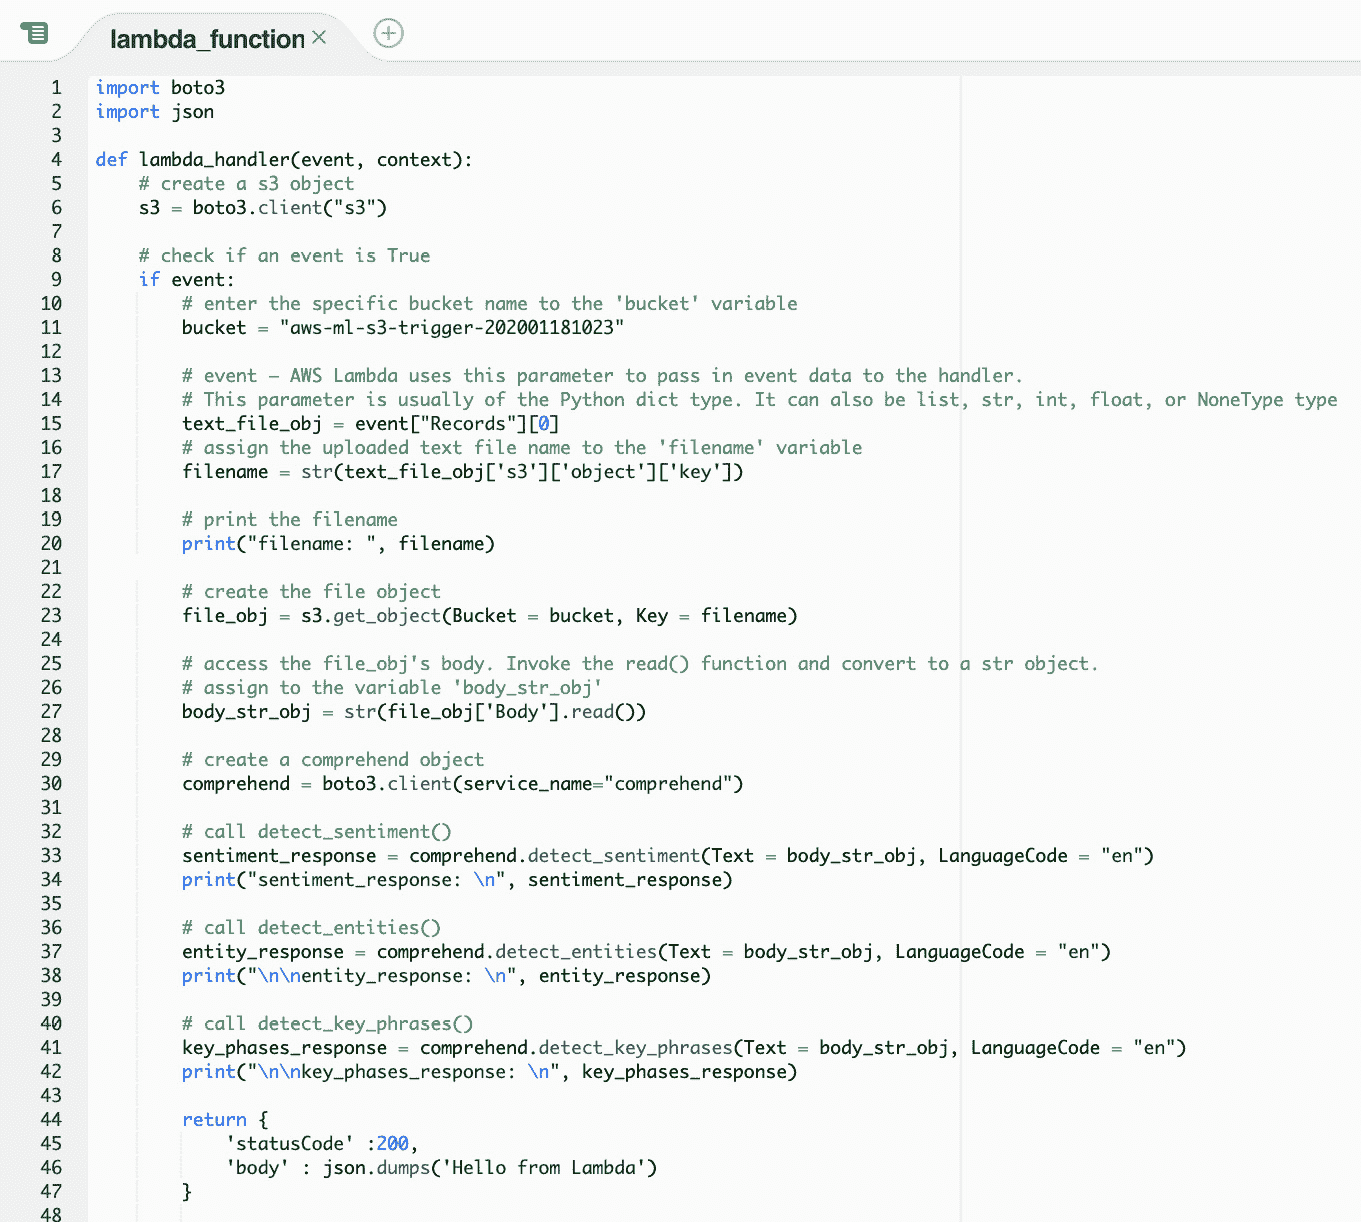 lambda_function ×
1 import boto3
2 import json
3
4 def lambda_handler(event, context):
5     # create a s3 object
6     s3 = boto3.client("s3")
7
8     # check if an event is True
9     if event:
10         # enter the specific bucket name to the 'bucket' variable
11         bucket = "aws-ml-s3-trigger-202001181023"
12
13         # event – AWS Lambda uses this parameter to pass in event data to the handler.
14         # This parameter is usually of the Python dict type. It can also be list, str, int, float, or NoneType type
15         text_file_obj = event["Records"][0]
16         # assign the uploaded text file name to the 'filename' variable
17         filename = str(text_file_obj['s3']['object']['key'])
18
19         # print the filename
20         print("filename: ", filename)
21
22         # create the file object
23         file_obj = s3.get_object(Bucket = bucket, Key = filename)
24
25         # access the file_obj's body. Invoke the read() function and convert to a str object.
26         # assign to the variable 'body_str_obj'
27         body_str_obj = str(file_obj['Body'].read())
28
29         # create a comprehend object
30         comprehend = boto3.client(service_name="comprehend")
31
32         # call detect_sentiment()
33         sentiment_response = comprehend.detect_sentiment(Text = body_str_obj, LanguageCode = "en")
34         print("sentiment_response: \n", sentiment_response)
35
36         # call detect_entities()
37         entity_response = comprehend.detect_entities(Text = body_str_obj, LanguageCode = "en")
38         print("\n\nentity_response: \n", entity_response)
39
40         # call detect_key_phrases()
41         key_phases_response = comprehend.detect_key_phrases(Text = body_str_obj, LanguageCode = "en")
42         print("\n\nkey_phases_response: \n", key_phases_response)
43
44         return {
45             'statusCode' :200,
46             'body' : json.dumps('Hello from Lambda')
47         }
48